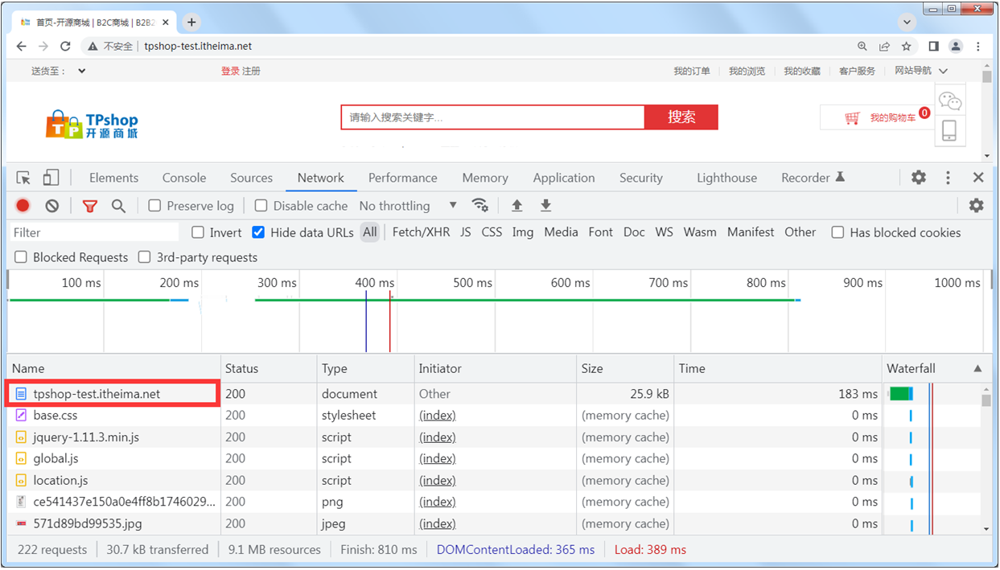 首页-开源商城 | B2C商城 | B2B2
不安全 | tpshop-test.itheima.net
送货至： 登录 注册 我的订单 我的浏览 我的收藏 客户服务 网站导航
TPshop
开源商城
请输入搜索关键字... 搜索 我的购物车 0
Elements Console Sources Network Performance Memory Application Security Lighthouse Recorder
Preserve log Disable cache No throttling
Filter Invert Hide data URLs All Fetch/XHR JS CSS Img Media Font Doc WS Wasm Manifest Other Has blocked cookies
Blocked Requests 3rd-party requests
100 ms 200 ms 300 ms 400 ms 500 ms 600 ms 700 ms 800 ms 900 ms 1000 ms
Name Status Type Initiator Size Time Waterfall
tpshop-test.itheima.net 200 document Other 25.9 kB 183 ms
base.css 200 stylesheet (index) (memory cache) 0 ms
jquery-1.11.3.min.js 200 script (index) (memory cache) 0 ms
global.js 200 script (index) (memory cache) 0 ms
location.js 200 script (index) (memory cache) 0 ms
ce541437e150a0e4ff8b1746029... 200 png (index) (memory cache) 0 ms
571d89bd99535.jpg 200 jpeg (index) (memory cache) 0 ms
222 requests 30.7 kB transferred 9.1 MB resources Finish: 810 ms DOMContentLoaded: 365 ms Load: 389 ms